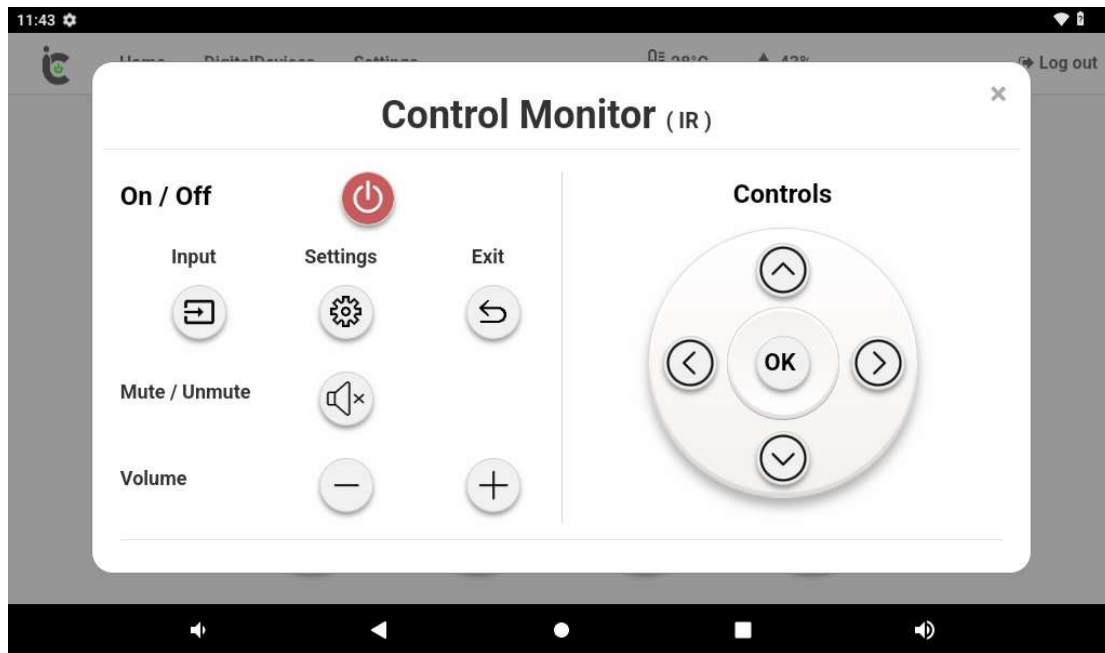 11:43
Log out
Control Monitor ( IR )
On / Off
Controls
Input Settings Exit
OK
Mute / Unmute
Volume